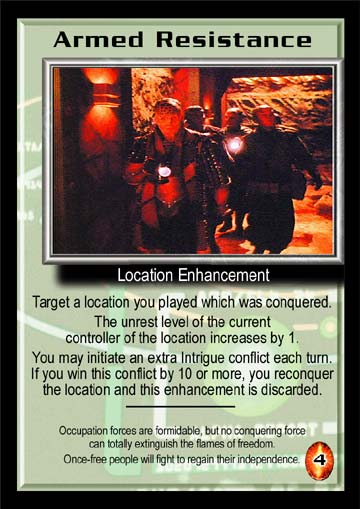 Armed Resistance
Location Enhancement
Target a location you played which was conquered.
The unrest level of the current
controller of the location increases by 1.
You may initiate an extra Intrigue conflict each turn.
If you win this conflict by 10 or more, you reconquer
the location and this enhancement is discarded.
Occupation forces are formidable, but no conquering force
can totally extinguish the flames of freedom.
Once-free people will fight to regain their independence.
4